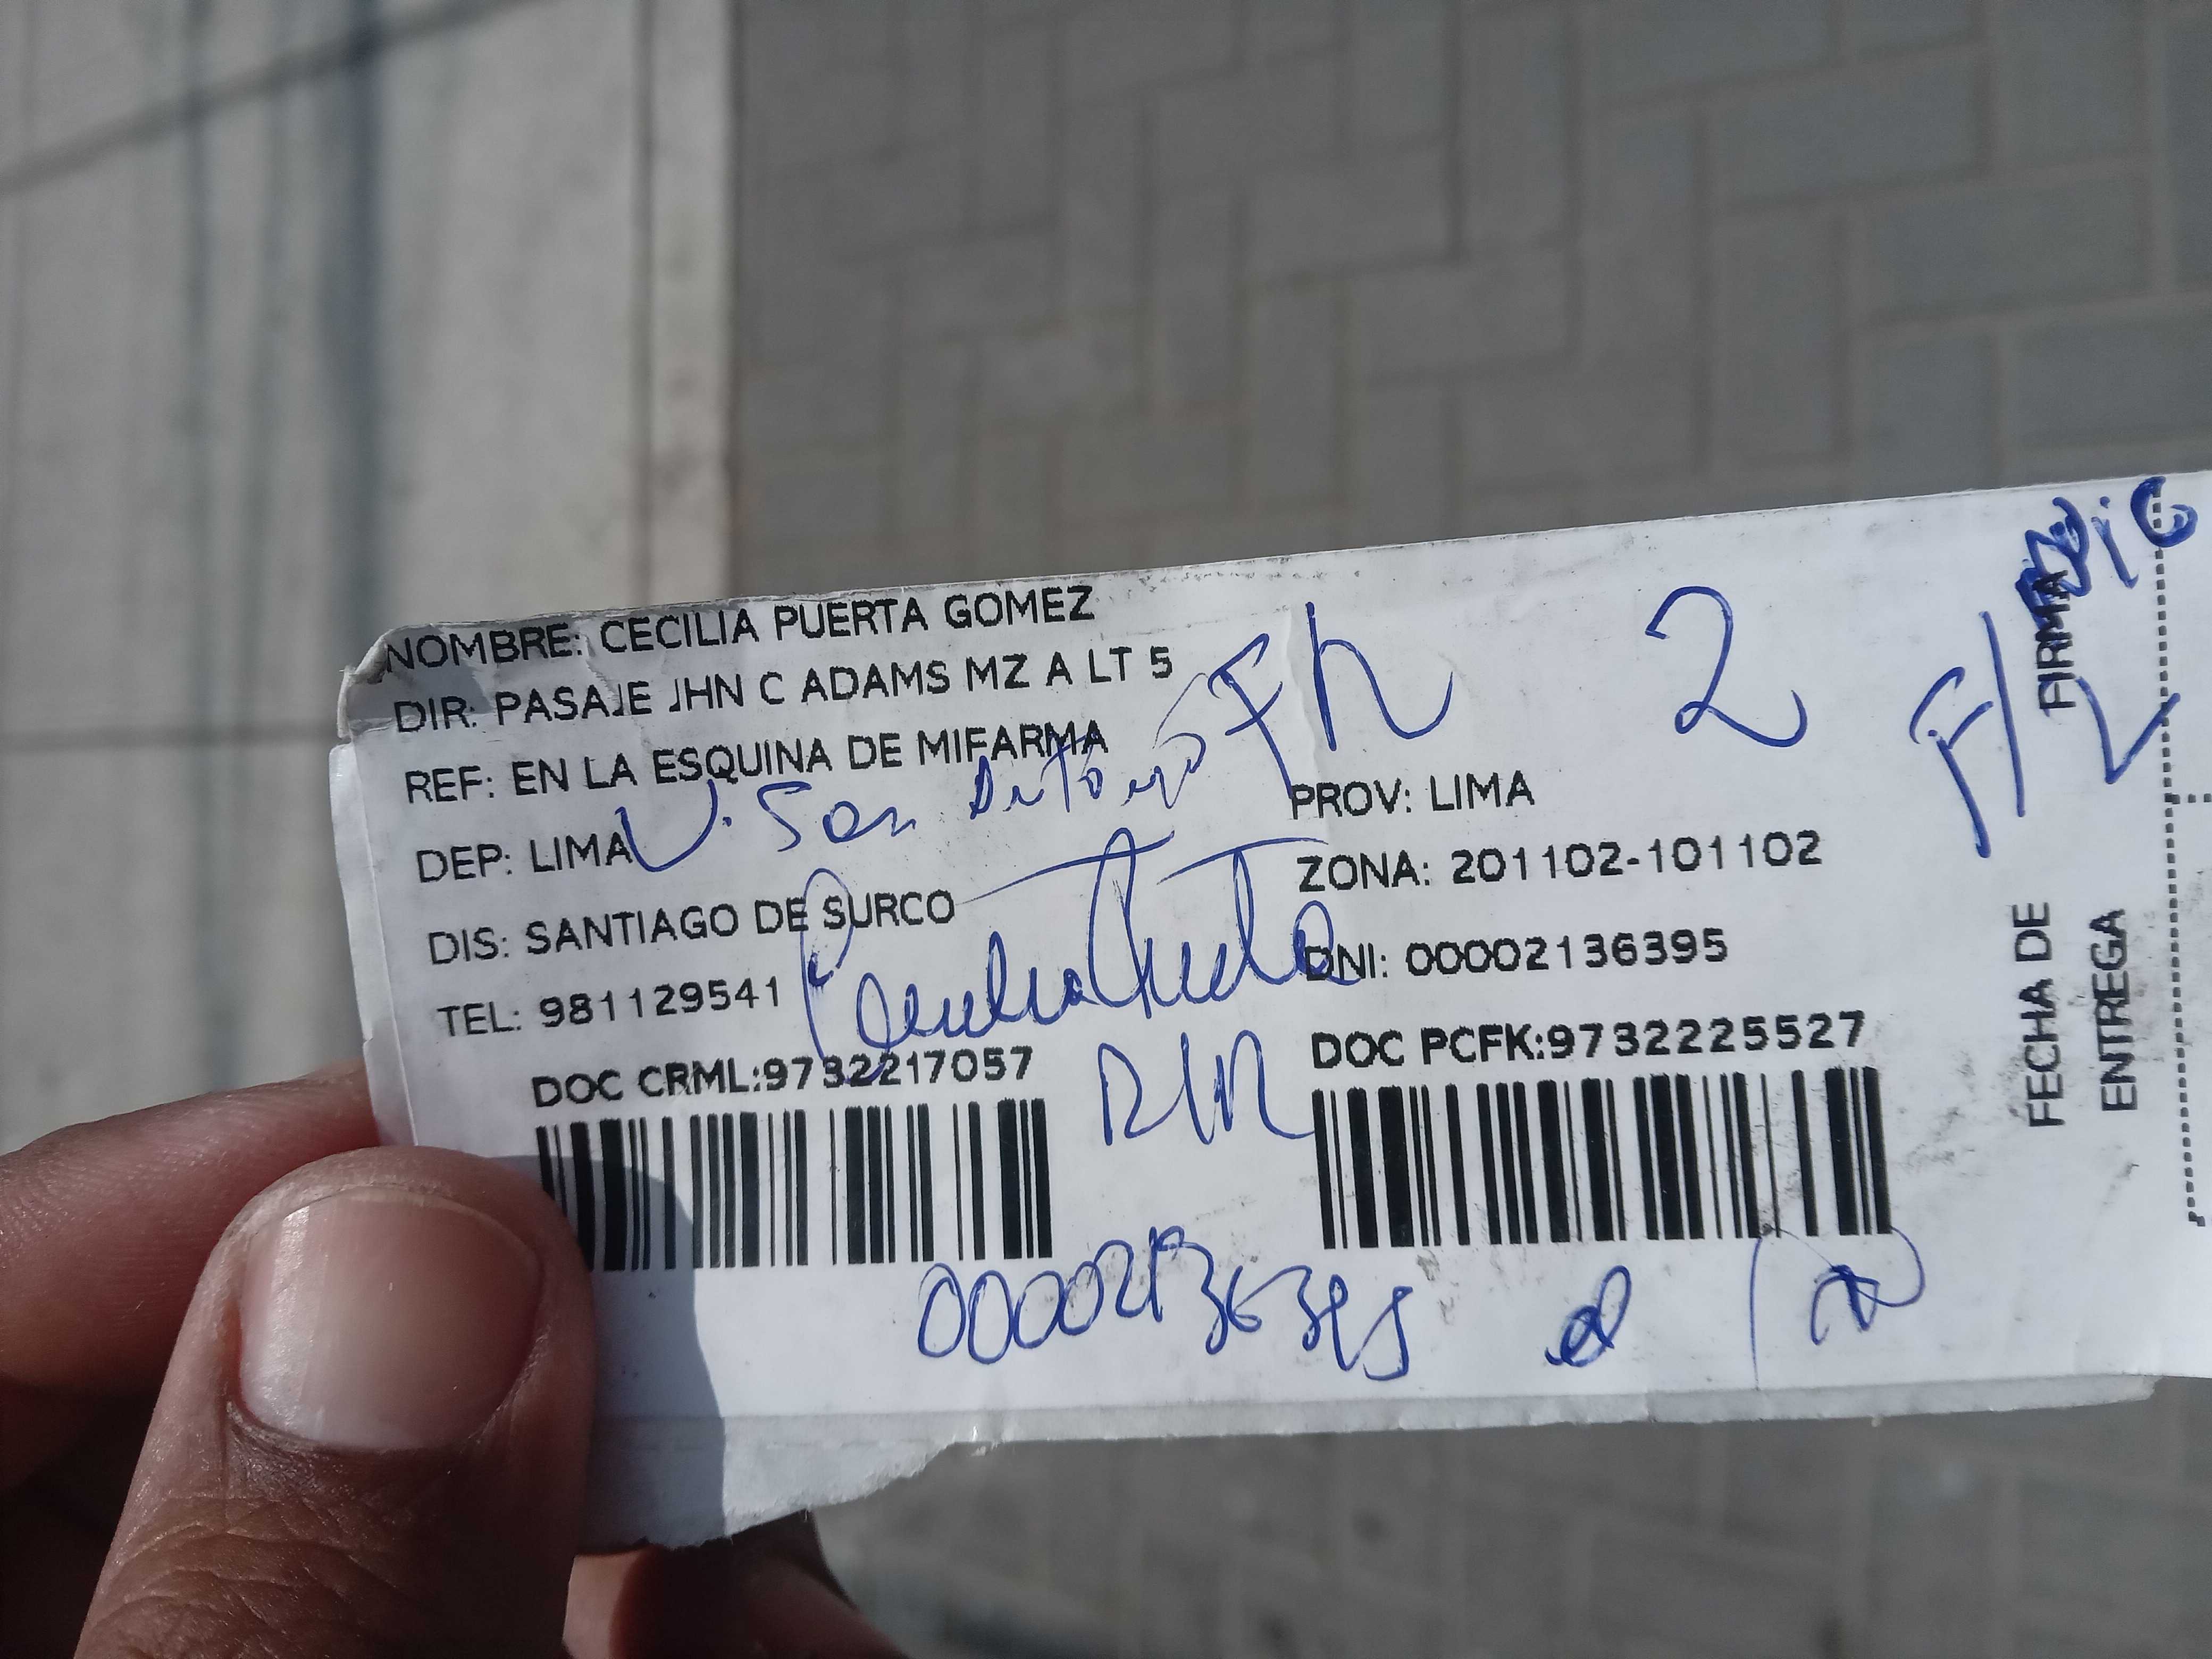 NOMBRE: CECILIA PUERTA GOMEZ
DIR: PASAJE JHN C ADAMS MZ A LT 5
REF: EN LA ESQUINA DE MIFARMA
2
DEP: LIMA
V. San
PROV: LIMA
ZONA: 201102-101102
DIS: SANTIAGO DE SURCO
DNI: 00002136395
TEL: 981129541
DOC CRML:9732217057
DOC PCFK:9732225527
00002136395
FIRMA
FECHA DE
ENTREGA